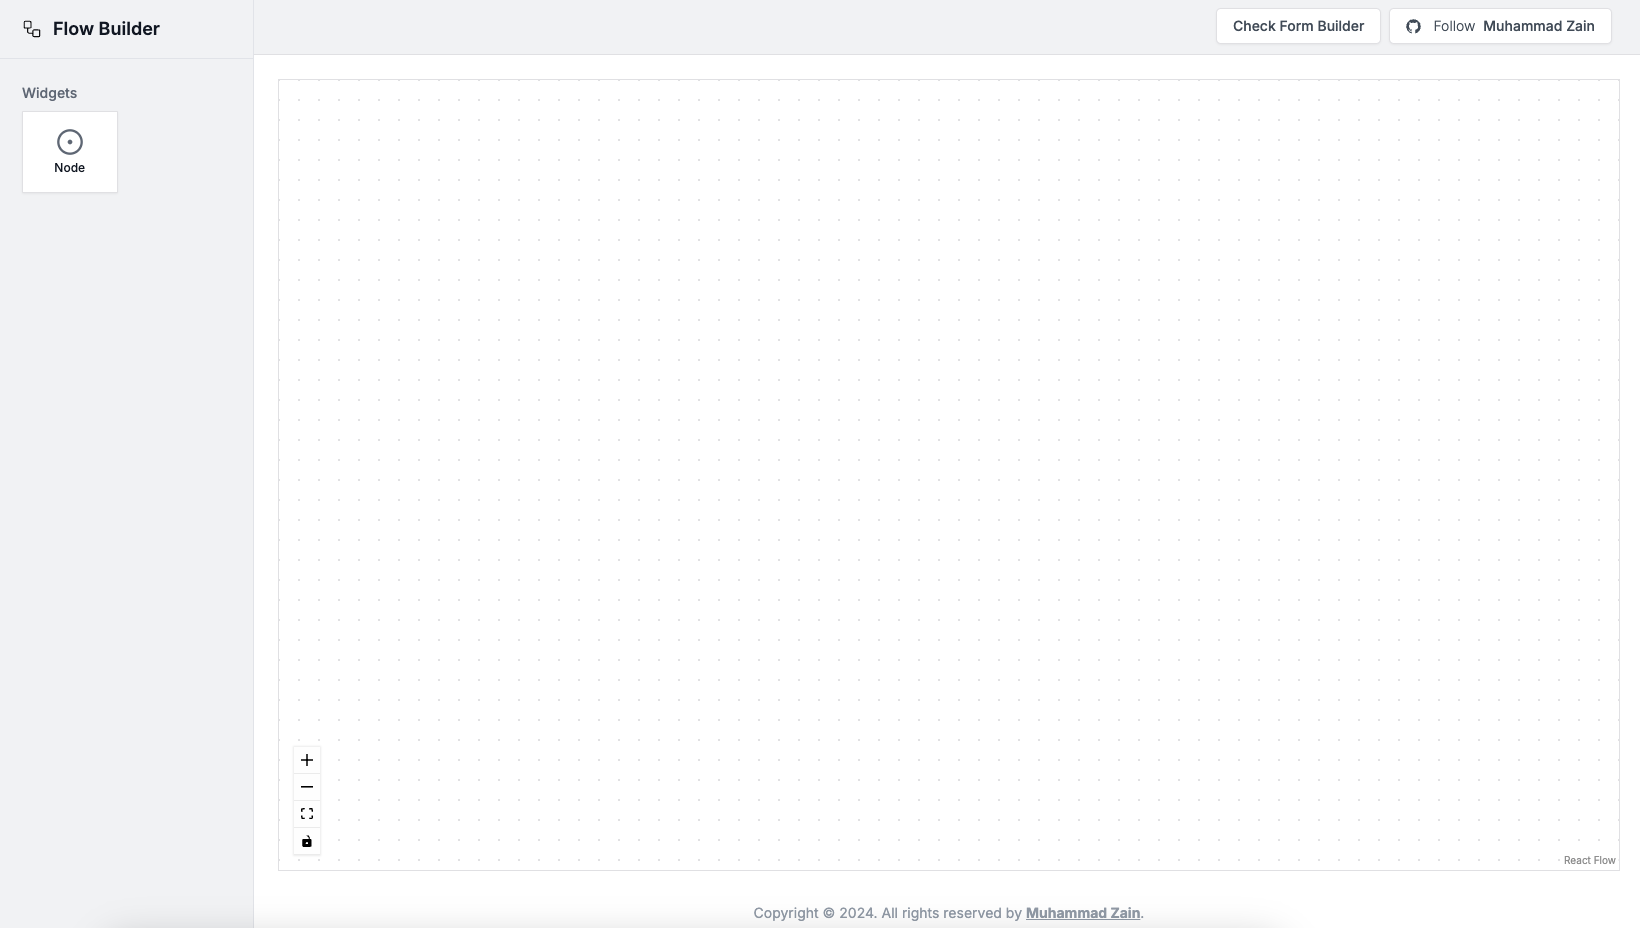 Flow Builder
Check Form Builder
Follow Muhammad Zain
Widgets
Node
React Flow
Copyright © 2024. All rights reserved by Muhammad Zain.